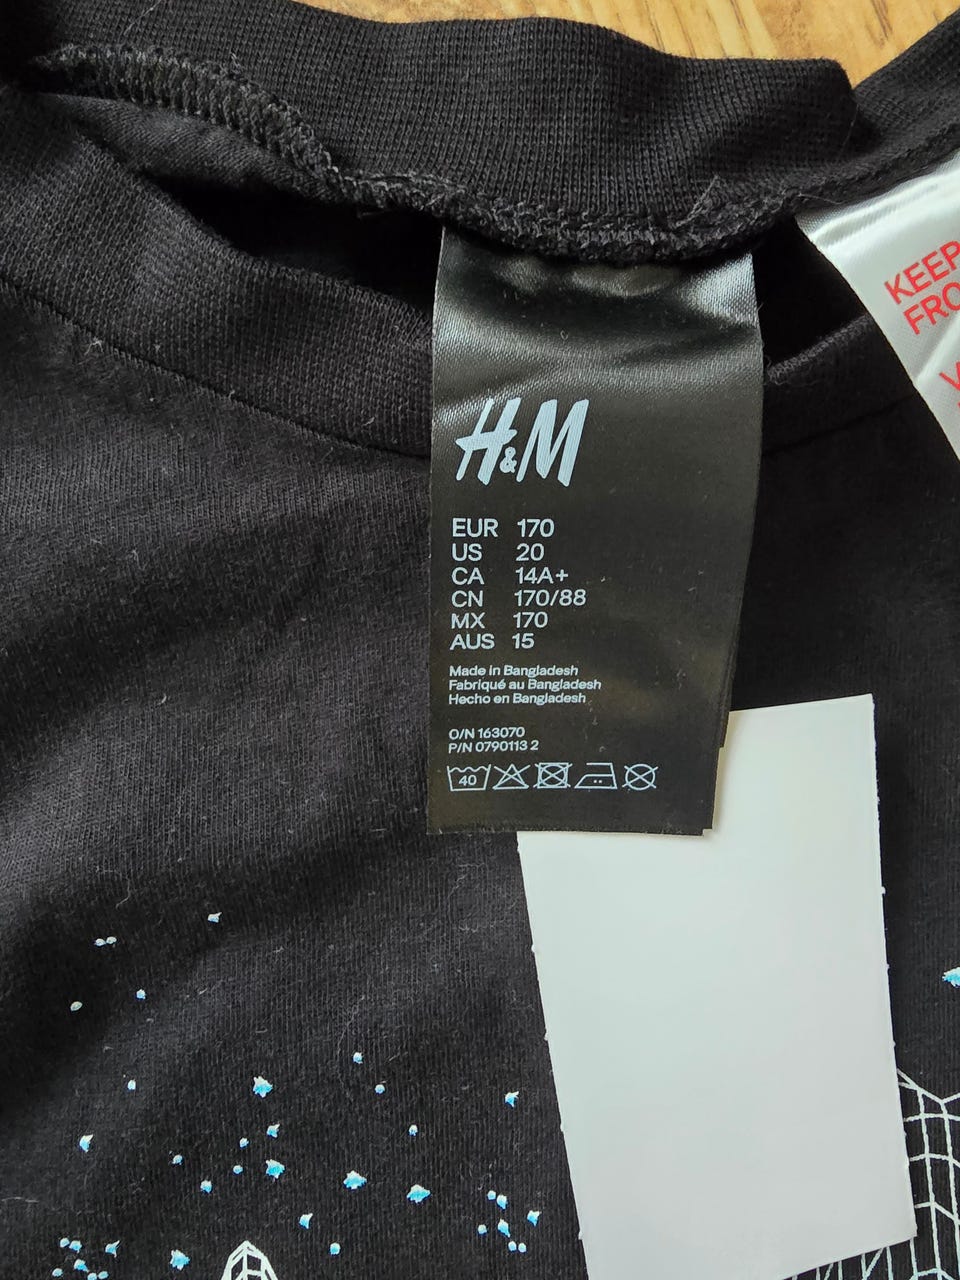 H&M
EUR 170
US 20
CA 14A+
CN 170/88
MX 170
AUS 15
Made in Bangladesh
Fabriqué au Bangladesh
Hecho en Bangladesh
O/N 163070
P/N 0790113 2
40
KEEP